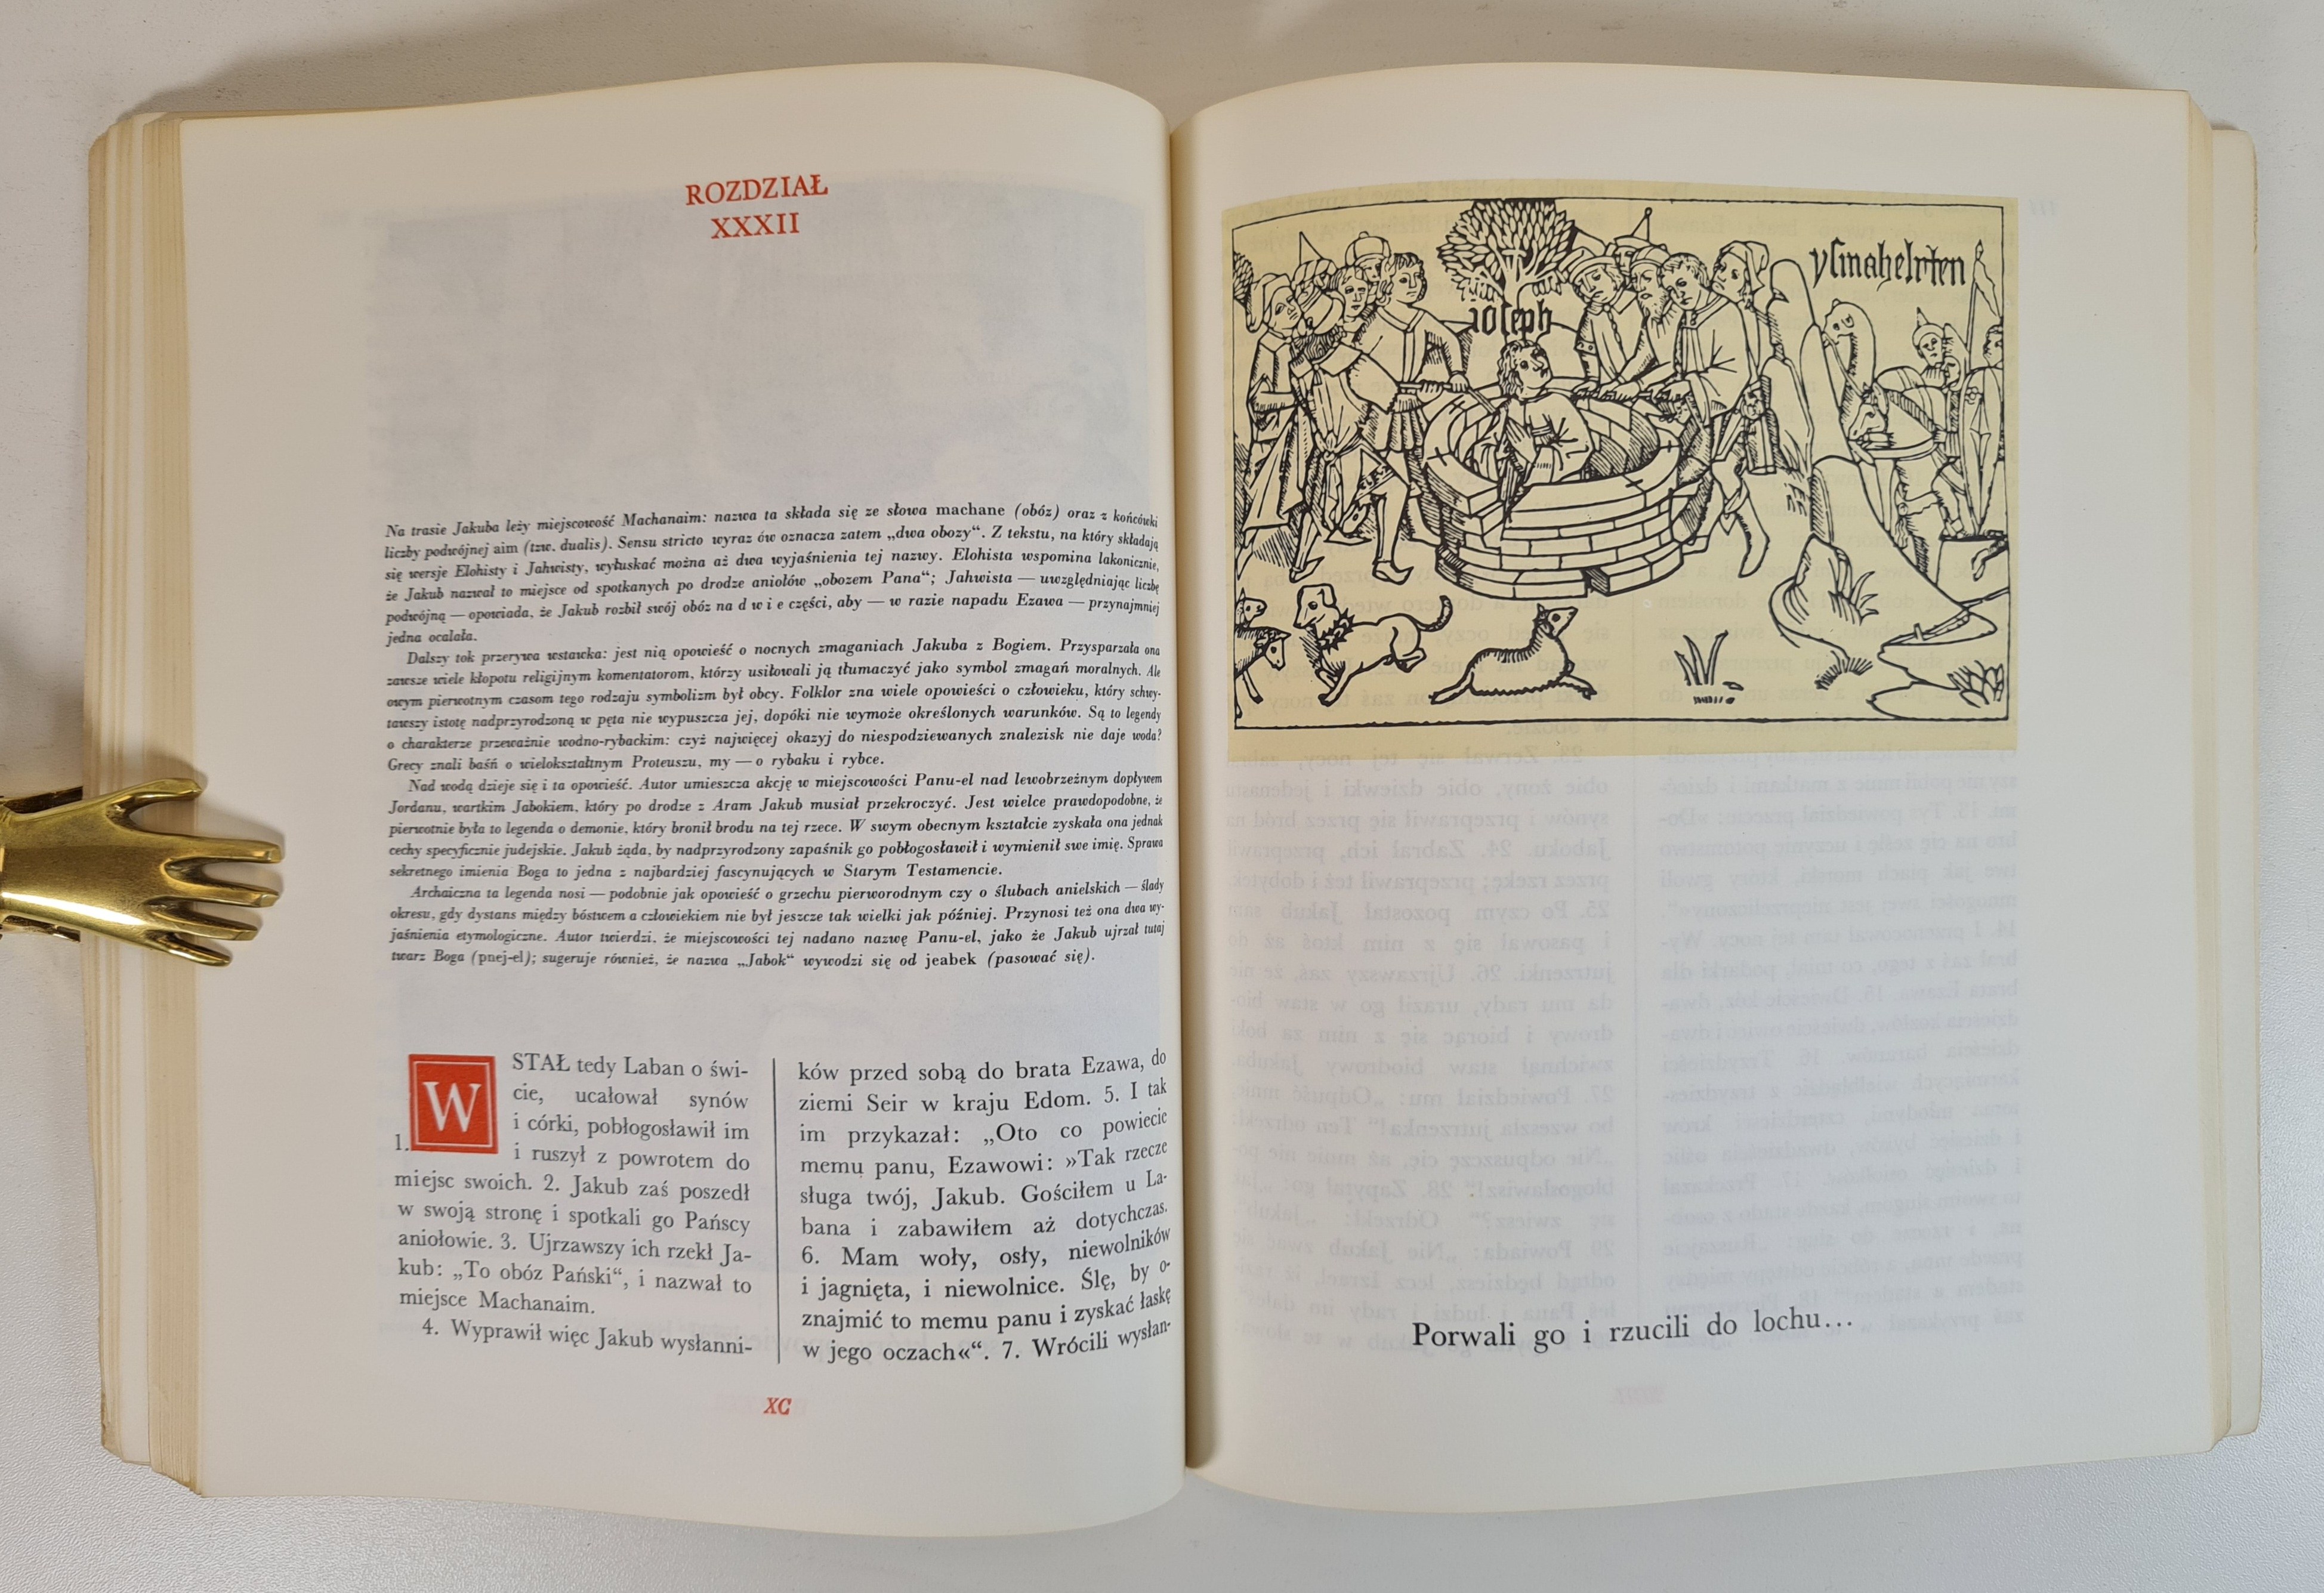 ROZDZIAŁ
XXXII
Na trasie Jakuba leży miejscowość Machanaim: nazwa ta składa się ze słowa machane (obóz) oraz z końcówki
liczby podwójnej aim (tzw. dualis). Sensu stricto wyraz ów oznacza zatem „dwa obozy“. Z tekstu, na który składają
się wersje Elohisty i Jahwisty, wyłuskać można aż dwa wyjaśnienia tej nazwy. Elohista wspomina lakonicznie,
że Jakub nazwał to miejsce od spotkanych po drodze aniołów „obozem Pana“; Jahwista — uwzględniając liczbę
podwójną — opowiada, że Jakub rozbił swój obóz na d w i e części, aby — w razie napadu Ezawa — przynajmniej
jedna ocalała.
Dalszy tok przerywa wstawka: jest nią opowieść o nocnych zmaganiach Jakuba z Bogiem. Przysparzała ona
zawsze wiele kłopotu religijnym komentatorom, którzy usiłowali ją tłumaczyć jako symbol zmagań moralnych. Ale
owym pierwotnym czasom tego rodzaju symbolizm był obcy. Folklor zna wiele opowieści o człowieku, który schwy-
tawszy istotę nadprzyrodzoną w pęta nie wypuszcza jej, dopóki nie wymoże określonych warunków. Są to legendy
o charakterze przeważnie wodno-rybackim: czyż najwięcej okazyj do niespodziewanych znalezisk nie daje woda?
Grecy znali baśń o wielokształtnym Proteuszu, my — o rybaku i rybce.
Nad wodą dzieje się i ta opowieść. Autor umieszcza akcję w miejscowości Panu-el nad lewobrzeżnym dopływem
Jordanu, wartkim Jabokiem, który po drodze z Aram Jakub musiał przekroczyć. Jest wielce prawdopodobne, że
pierwotnie była to legenda o demonie, który bronił brodu na tej rzece. W swym obecnym kształcie zyskała ona jednak
cechy specyficznie judejskie. Jakub żąda, by nadprzyrodzony zapaśnik go pobłogosławił i wymienił swe imię. Sprawa
sekretnego imienia Boga to jedna z najbardziej fascynujących w Starym Testamencie.
Archaiczna ta legenda nosi — podobnie jak opowieść o grzechu pierworodnym czy o ślubach anielskich — ślady
okresu, gdy dystans między bóstwem a człowiekiem nie był jeszcze tak wielki jak później. Przynosi też ona dwa wy-
jaśnienia etymologiczne. Autor twierdzi, że miejscowości tej nadano nazwę Panu-el, jako że Jakub ujrzał tutaj
twarz Boga (pnej-el); sugeruje również, że nazwa „Jabok“ wywodzi się od jeabek (pasować się).
1. WSTAŁ tedy Laban o świ-
cie, ucałował synów
i córki, pobłogosławił im
i ruszył z powrotem do
miejsc swoich. 2. Jakub zaś poszedł
w swoją stronę i spotkali go Pańscy
aniołowie. 3. Ujrzawszy ich rzekł Ja-
kub: „To obóz Pański“, i nazwał to
miejsce Machanaim.
4. Wyprawił więc Jakub wysłanni-
ków przed sobą do brata Ezawa, do
ziemi Seir w kraju Edom. 5. I tak
im przykazał: „Oto co powiecie
memu panu, Ezawowi: »Tak rzecze
sługa twój, Jakub. Gościłem u La-
bana i zabawiłem aż dotychczas.
6. Mam woły, osły, niewolników
i jagnięta, i niewolnice. Ślę, by o-
znajmić to memu panu i zyskać łaskę
w jego oczach«“. 7. Wrócili wysłan-
XC
ioseph
Porwali go i rzucili do lochu...